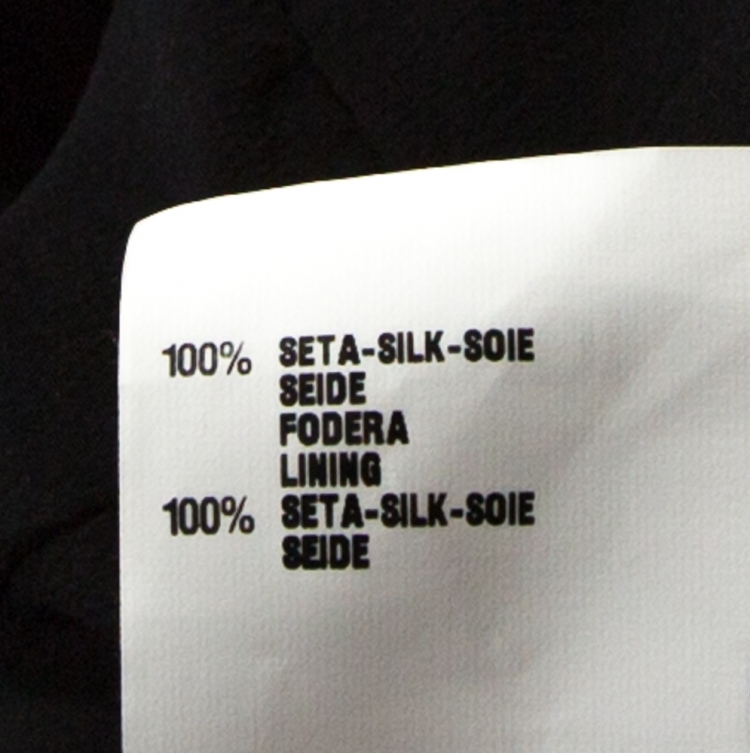 100% SETA-SILK-SOIE
SEIDE
FODERA
LINING
100% SETA-SILK-SOIE
SEIDE